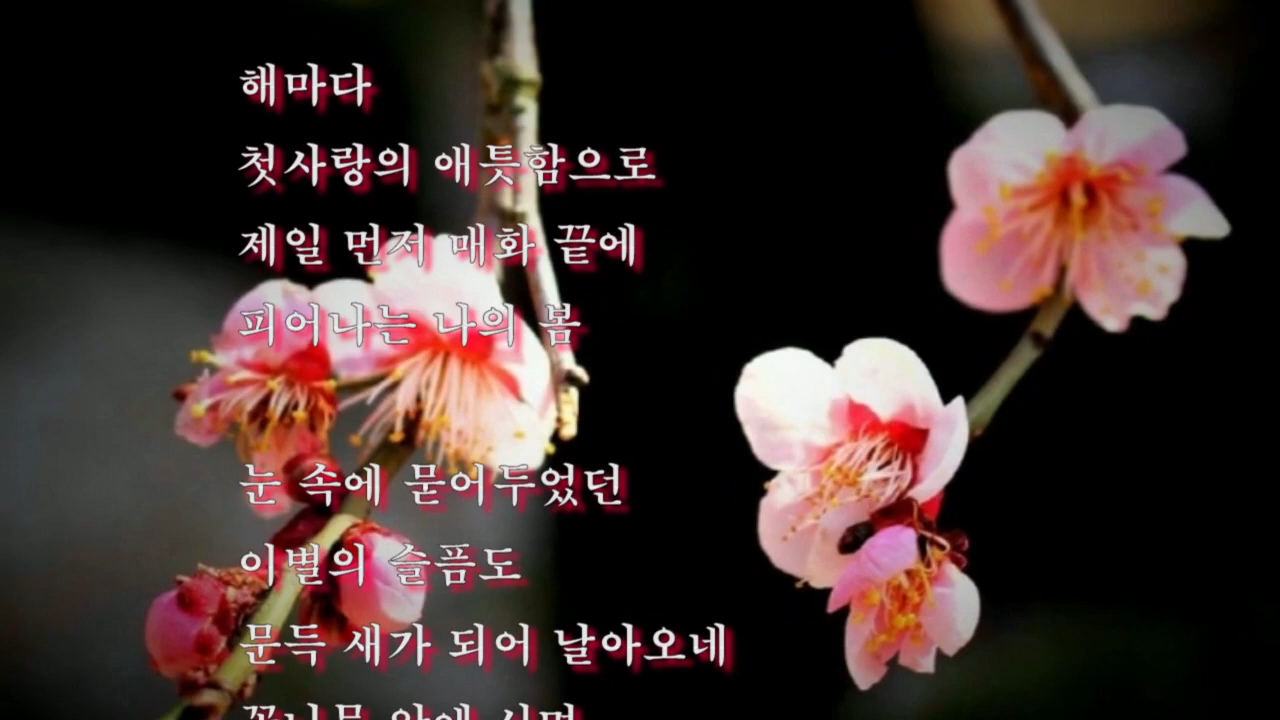 해마다
첫사랑의 애틋함으로
제일 먼저 매화 끝에
피어나는 나의 봄
눈 속에 묻어두었던
이별의 슬픔도
문득 새가 되어 날아오네